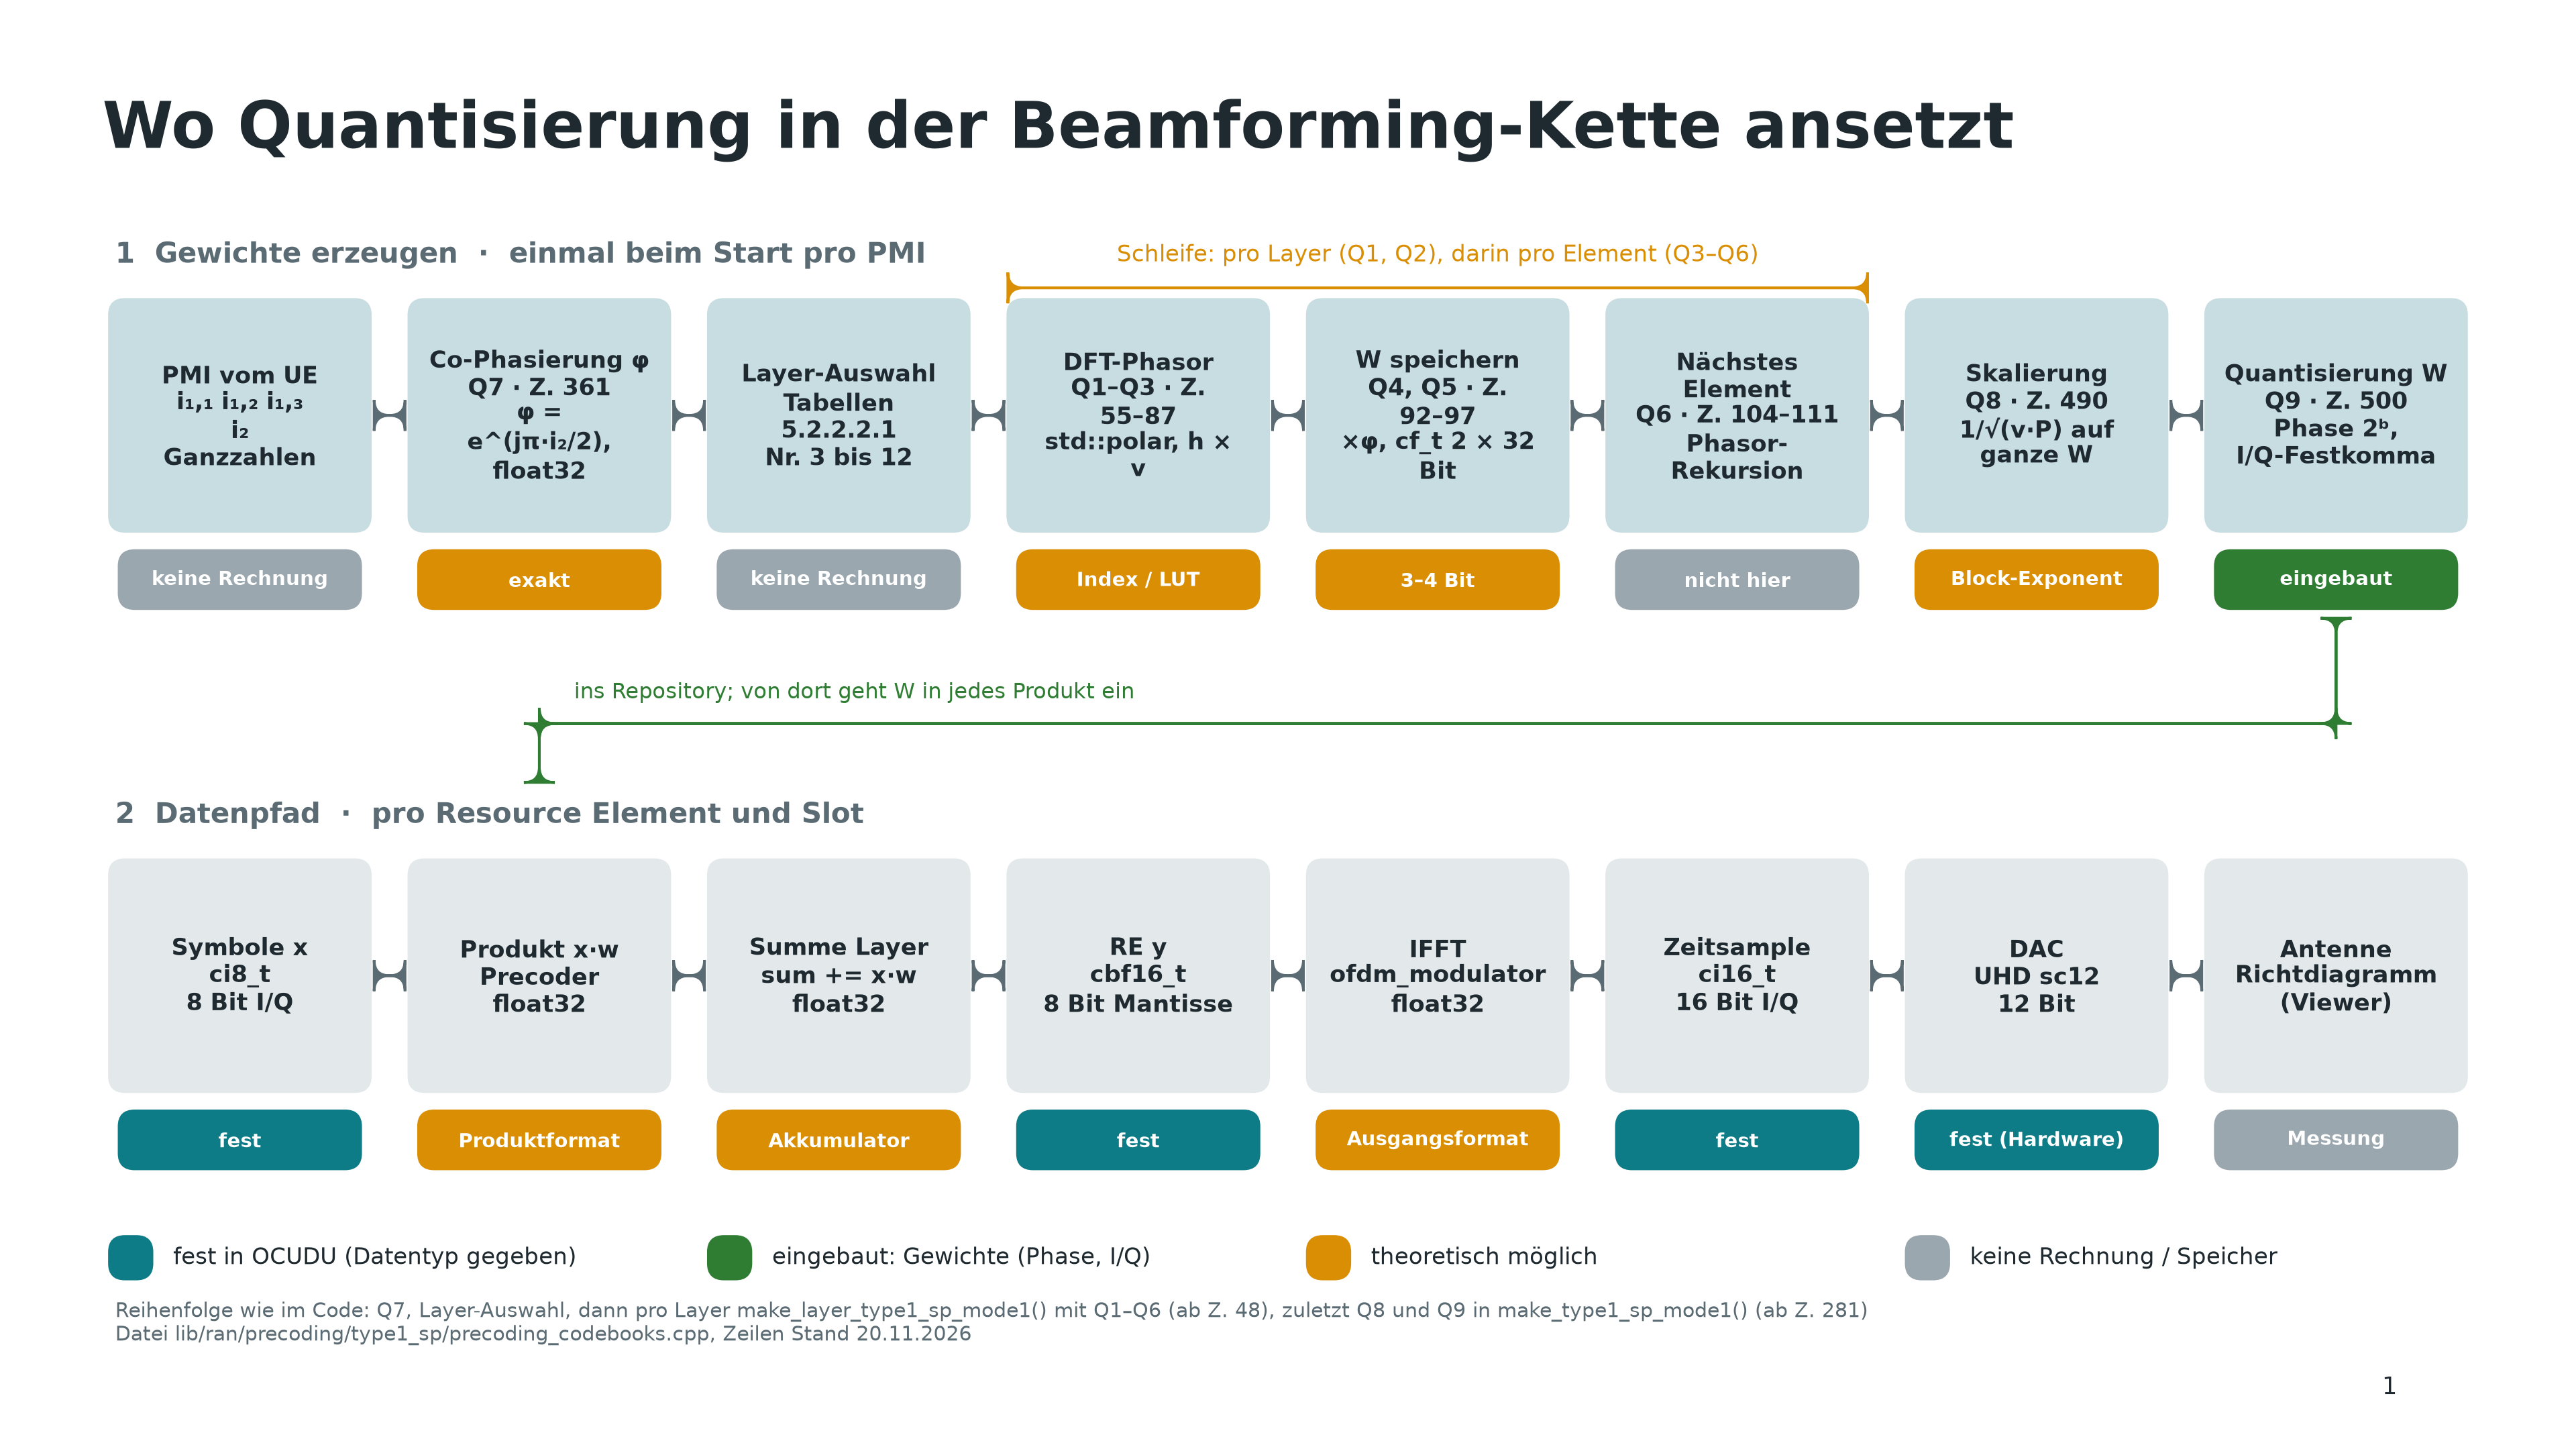 Wo Quantisierung in der Beamforming-Kette ansetzt
1 Gewichte erzeugen · einmal beim Start pro PMI
Schleife: pro Layer (Q1, Q2), darin pro Element (Q3–Q6)
PMI vom UE
i₁,₁ i₁,₂ i₁,₃
i₂
Ganzzahlen
keine Rechnung
Co-Phasierung φ
Q7 · Z. 361
φ =
e^(jπ·i₂/2),
float32
exakt
Layer-Auswahl
Tabellen
5.2.2.2.1
Nr. 3 bis 12
keine Rechnung
DFT-Phasor
Q1–Q3 · Z.
55–87
std::polar, h ×
v
Index / LUT
W speichern
Q4, Q5 · Z.
92–97
×φ, cf_t 2 × 32
Bit
3–4 Bit
Nächstes
Element
Q6 · Z. 104–111
Phasor-
Rekursion
nicht hier
Skalierung
Q8 · Z. 490
1/√(v·P) auf
ganze W
Block-Exponent
Quantisierung W
Q9 · Z. 500
Phase 2ᵇ,
I/Q-Festkomma
eingebaut
ins Repository; von dort geht W in jedes Produkt ein
2 Datenpfad · pro Resource Element und Slot
Symbole x
ci8_t
8 Bit I/Q
fest
Produkt x·w
Precoder
float32
Produktformat
Summe Layer
sum += x·w
float32
Akkumulator
RE y
cbf16_t
8 Bit Mantisse
fest
IFFT
ofdm_modulator
float32
Ausgangsformat
Zeitsample
ci16_t
16 Bit I/Q
fest
DAC
UHD sc12
12 Bit
fest (Hardware)
Antenne
Richtdiagramm
(Viewer)
Messung
fest in OCUDU (Datentyp gegeben)
eingebaut: Gewichte (Phase, I/Q)
theoretisch möglich
keine Rechnung / Speicher
Reihenfolge wie im Code: Q7, Layer-Auswahl, dann pro Layer make_layer_type1_sp_mode1() mit Q1–Q6 (ab Z. 48), zuletzt Q8 und Q9 in make_type1_sp_mode1() (ab Z. 281)
Datei lib/ran/precoding/type1_sp/precoding_codebooks.cpp, Zeilen Stand 20.11.2026
1